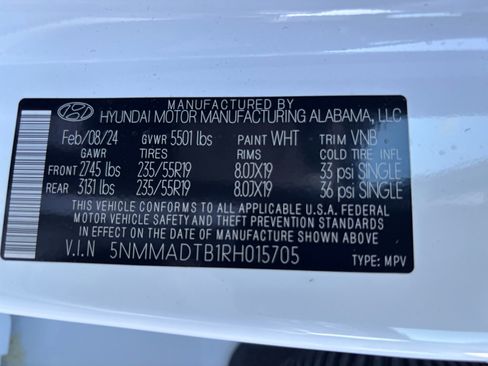 MANUFACTURED BY
HYUNDAI MOTOR MANUFACTURING ALABAMA, LLC
Feb/08/24 GVWR 5501 lbs PAINT WHT TRIM VNB
GAWR TIRES RIMS COLD TIRE INFL
FRONT 2745 lbs 235/55R19 8.0JX19 33 psi SINGLE
REAR 3131 lbs 235/55R19 8.0JX19 36 psi SINGLE
THIS VEHICLE CONFORMS TO ALL APPLICABLE U.S.A. FEDERAL
MOTOR VEHICLE SAFETY AND THEFT PREVENTION STANDARDS
IN EFFECT ON THE DATE OF MANUFACTURE SHOWN ABOVE.
V.I.N 5NMMADTB1RH015705
TYPE: MPV